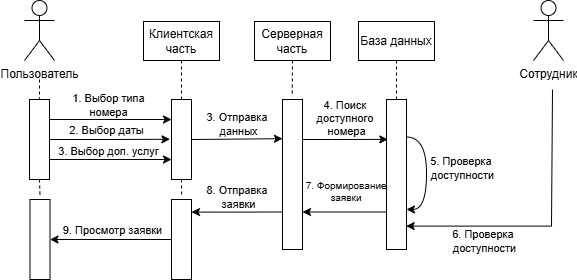 Пользователь
Клиентская
часть
Серверная
часть
База данных
Сотрудник
1. Выбор типа
номера
2. Выбор даты
3. Выбор доп. услуг
3. Отправка
данных
4. Поиск
доступного
номера
5. Проверка
доступности
6. Проверка
доступности
7. Формирование
заявки
8. Отправка
заявки
9. Просмотр заявки